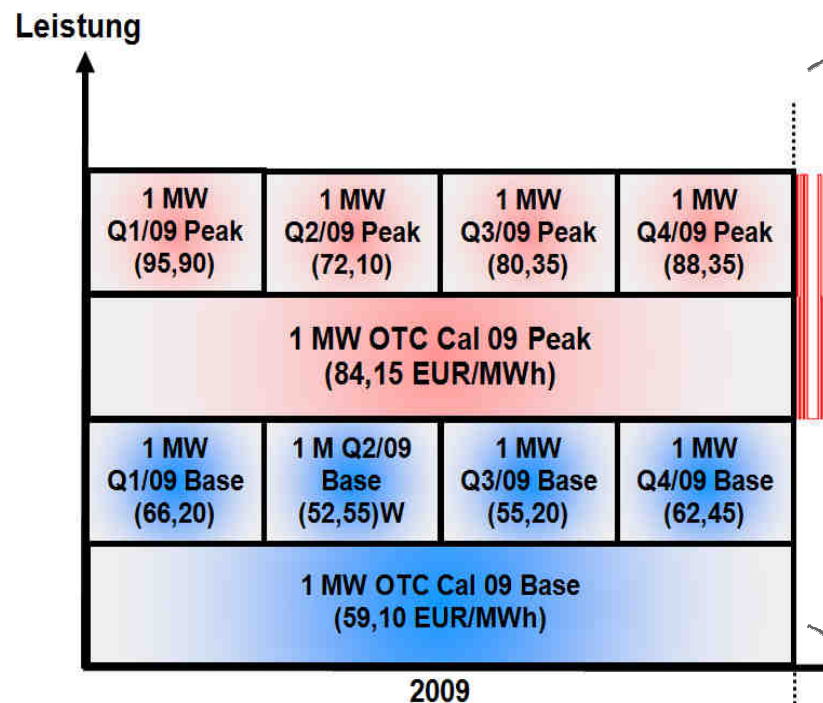 Leistung
1 MW
Q1/09 Peak
(95,90)
1 MW
Q2/09 Peak
(72,10)
1 MW
Q3/09 Peak
(80,35)
1 MW
Q4/09 Peak
(88,35)
1 MW OTC Cal 09 Peak
(84,15 EUR/MWh)
1 MW
Q1/09 Base
(66,20)
1 M Q2/09
Base
(52,55)W
1 MW
Q3/09 Base
(55,20)
1 MW
Q4/09 Base
(62,45)
1 MW OTC Cal 09 Base
(59,10 EUR/MWh)
2009